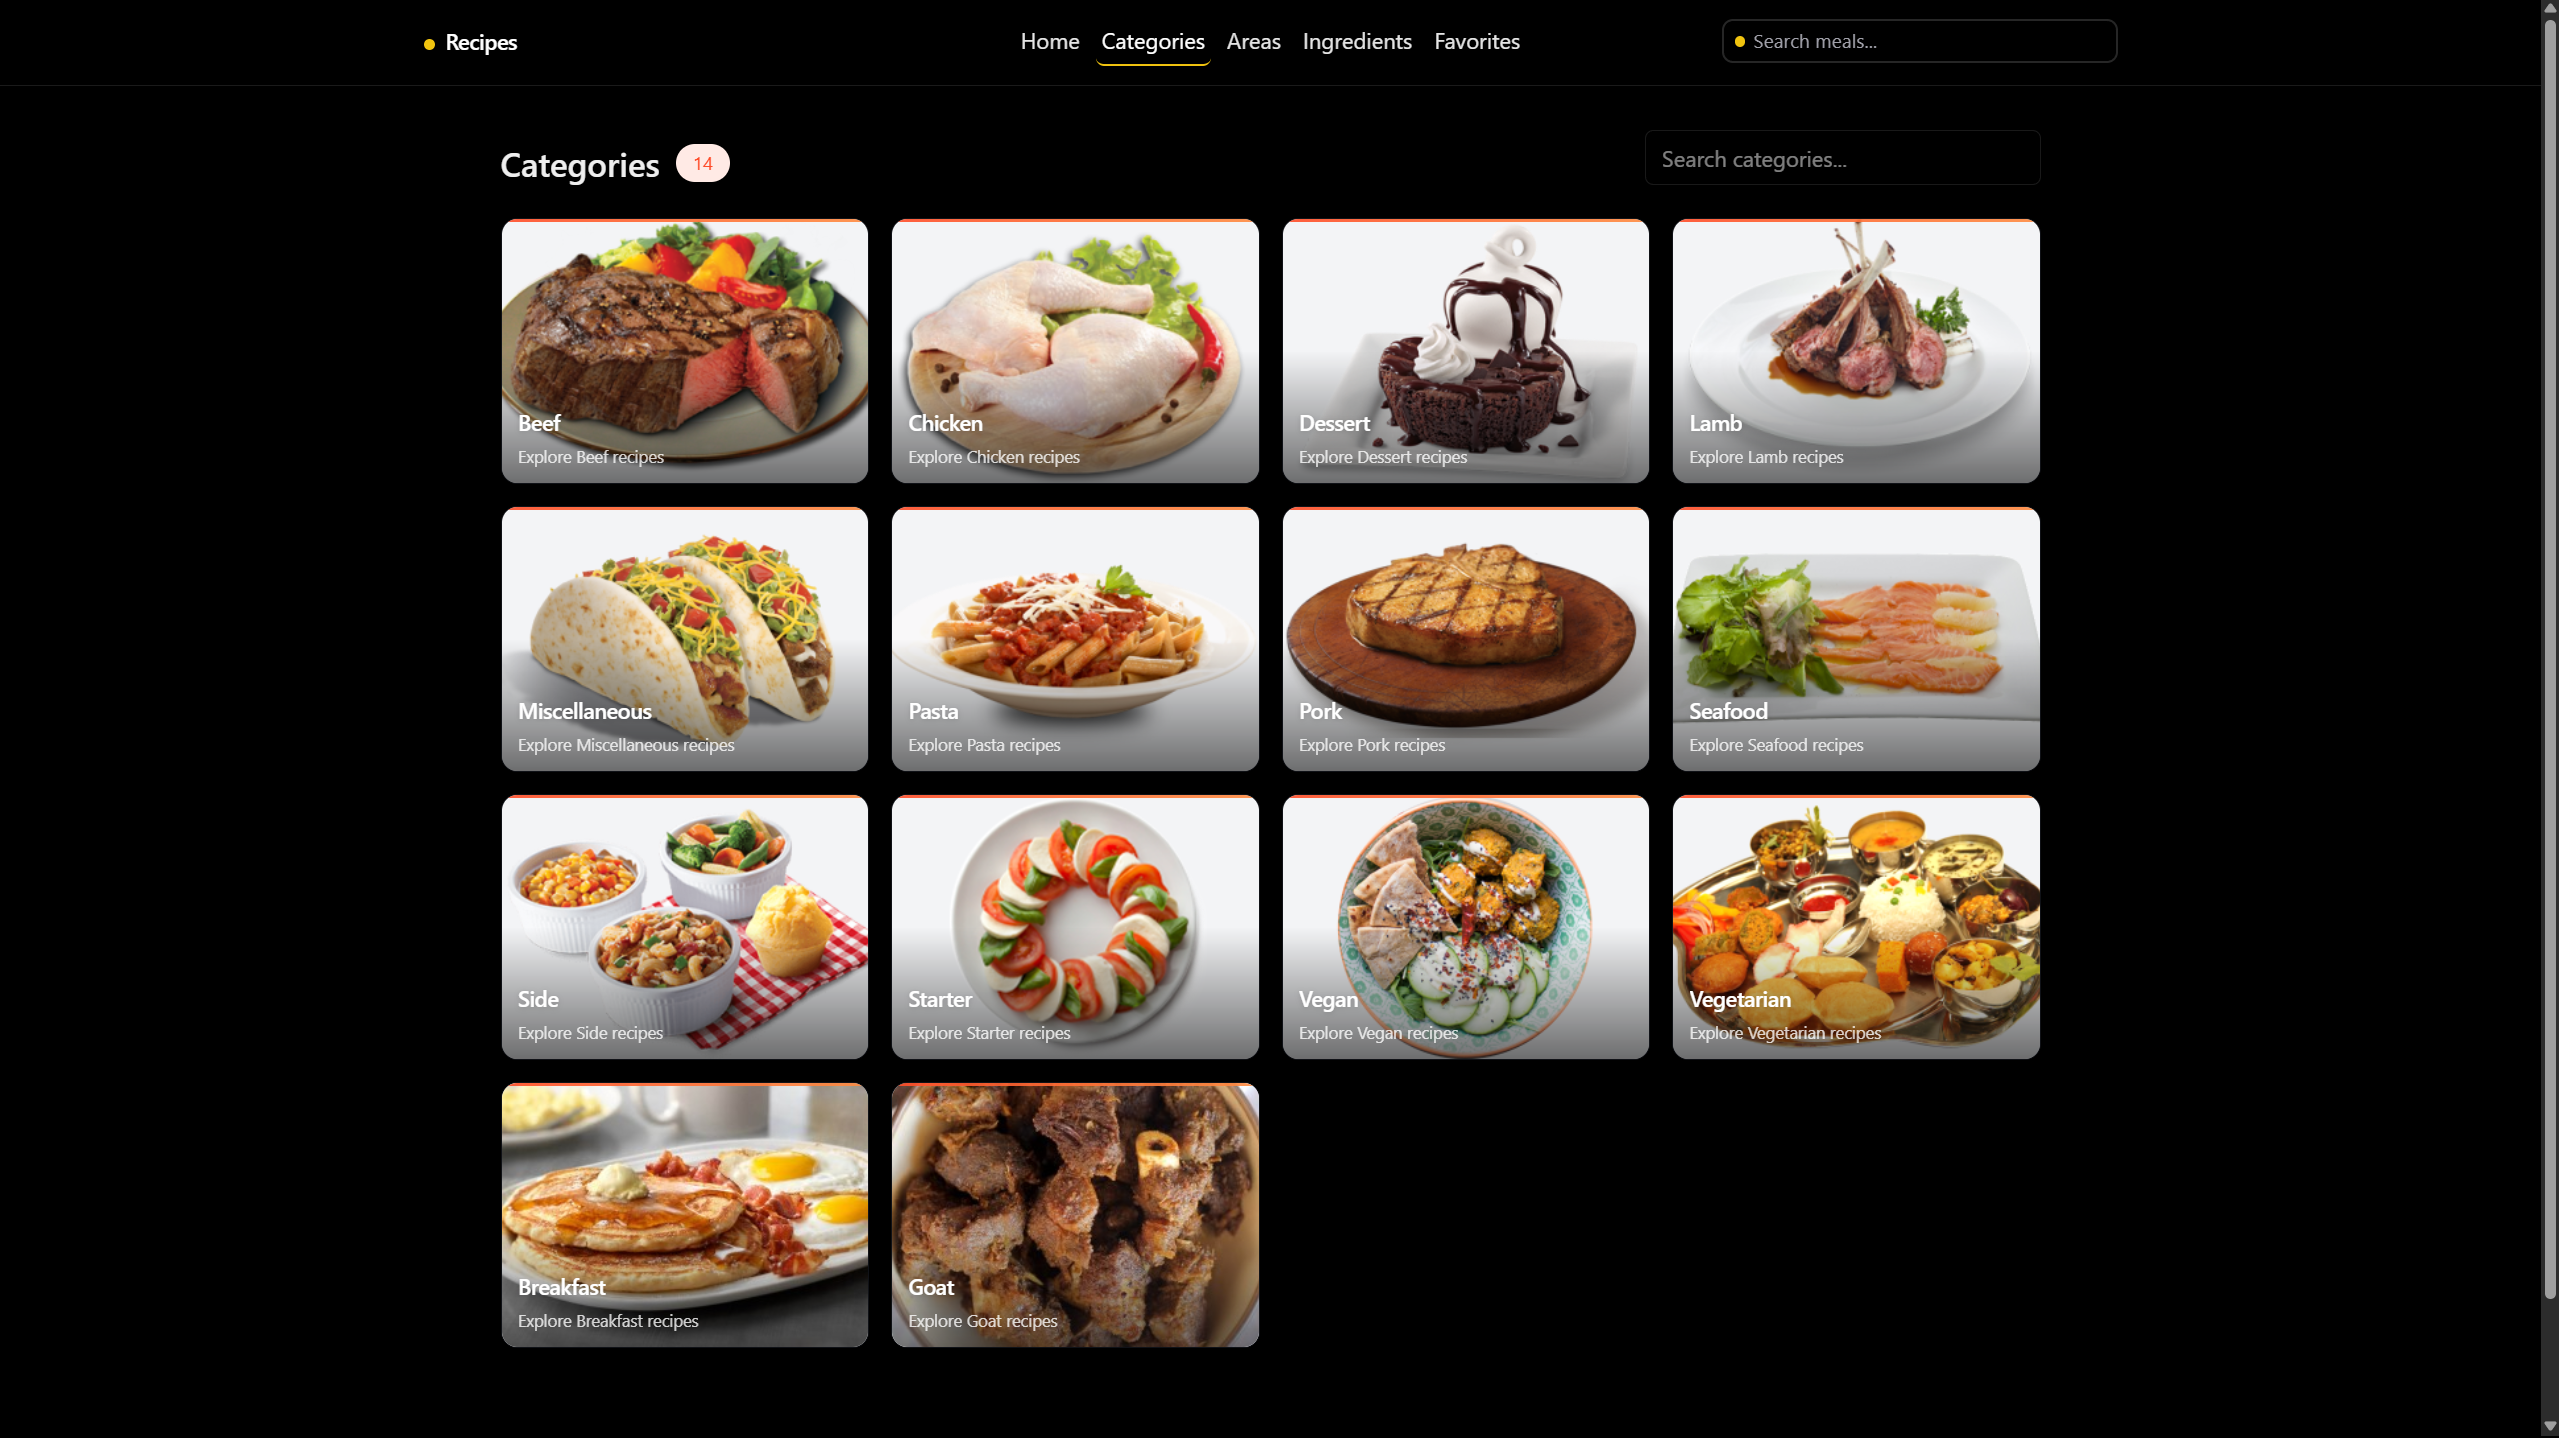 Recipes
Home Categories Areas Ingredients Favorites
Search meals...
Categories 14
Search categories...
Beef
Explore Beef recipes
Chicken
Explore Chicken recipes
Dessert
Explore Dessert recipes
Lamb
Explore Lamb recipes
Miscellaneous
Explore Miscellaneous recipes
Pasta
Explore Pasta recipes
Pork
Explore Pork recipes
Seafood
Explore Seafood recipes
Side
Explore Side recipes
Starter
Explore Starter recipes
Vegan
Explore Vegan recipes
Vegetarian
Explore Vegetarian recipes
Breakfast
Explore Breakfast recipes
Goat
Explore Goat recipes